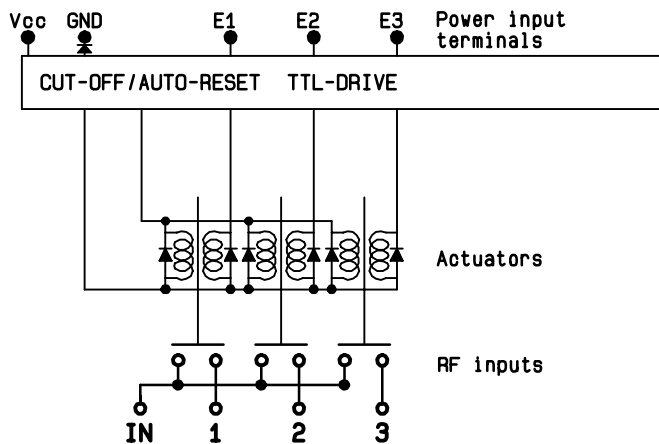 Vcc GND E1 E2 E3 Power input
terminals
CUT-OFF/AUTO-RESET TTL-DRIVE
Actuators
RF inputs
IN 1 2 3